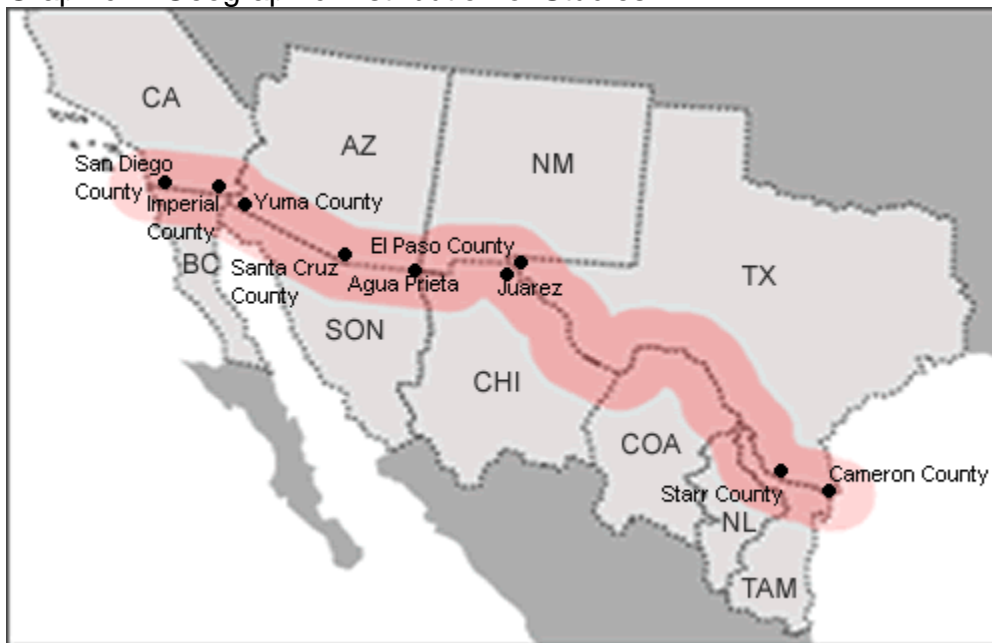 CA
AZ
NM
San Diego
County
Imperial
County
Yuma County
El Paso County
BC
Santa Cruz
County
Agua Prieta
Juarez
TX
SON
CHI
COA
Cameron County
Starr County
NL
TAM